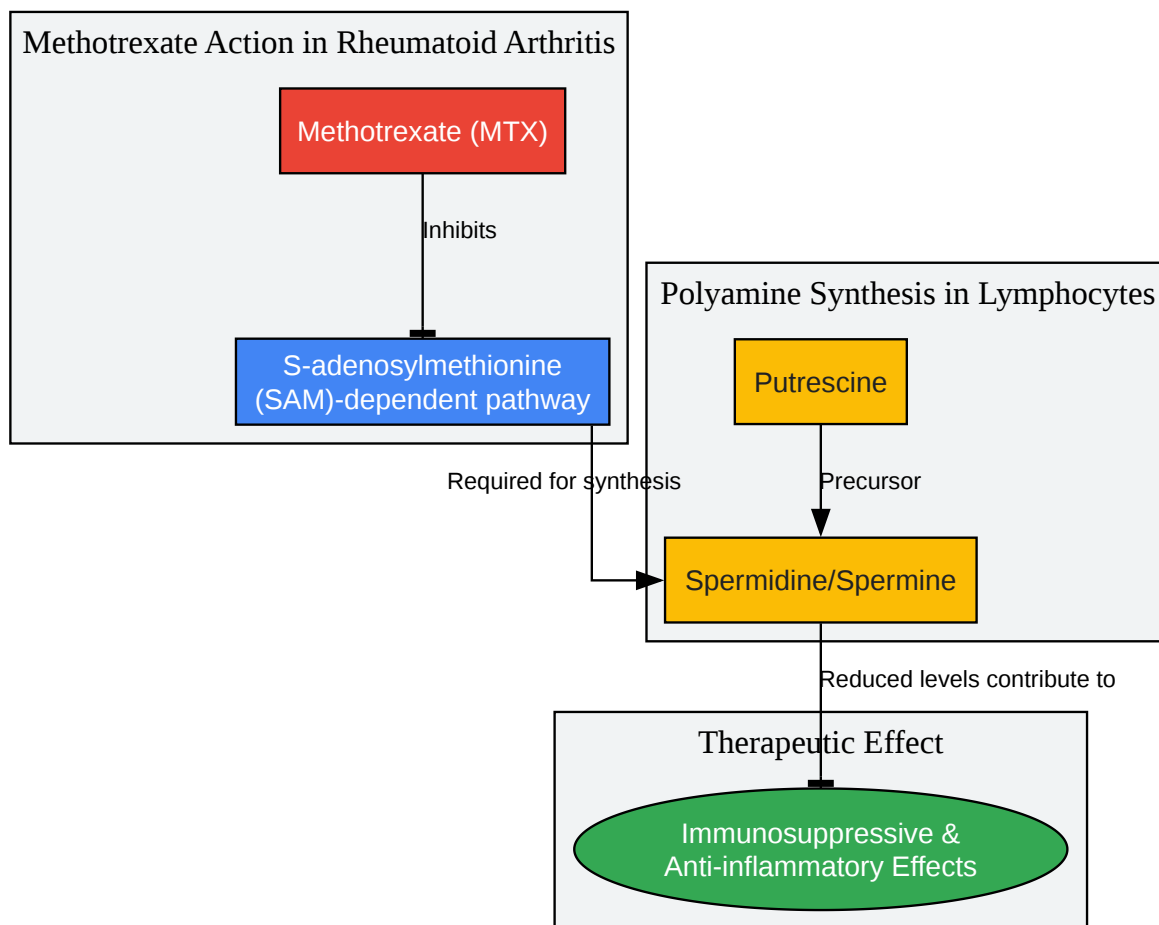 Methotrexate Action in Rheumatoid Arthritis
Methotrexate (MTX)
Inhibits
S-adenosylmethionine
(SAM)-dependent pathway
Polyamine Synthesis in Lymphocytes
Putrescine
Required for synthesis
Precursor
Spermidine/Spermine
Reduced levels contribute to
Therapeutic Effect
Immunosuppressive &
Anti-inflammatory Effects